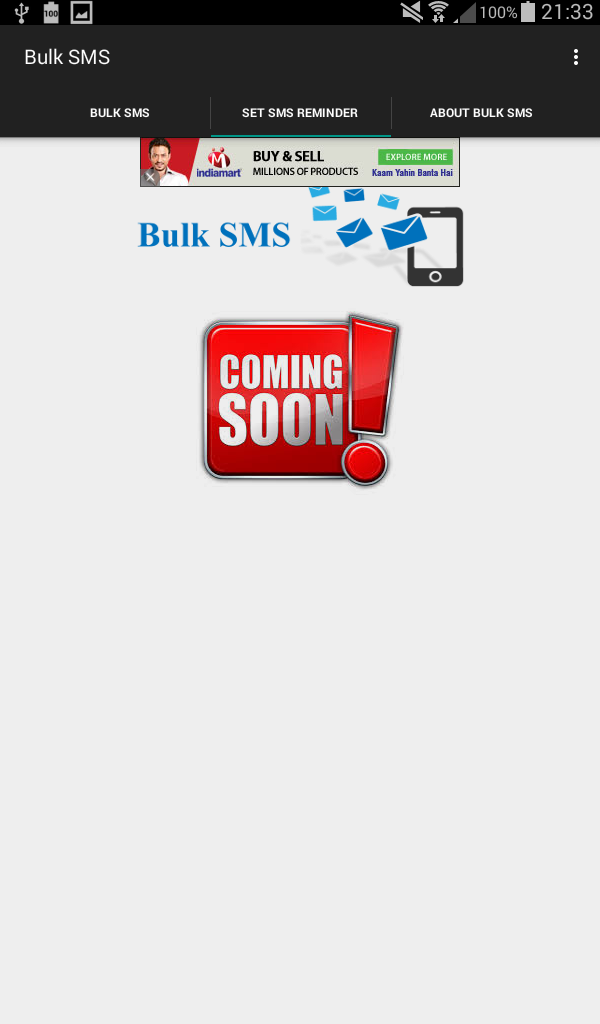 100
100%
21:33
Bulk SMS
BULK SMS
SET SMS REMINDER
ABOUT BULK SMS
indiamart
BUY & SELL
MILLIONS OF PRODUCTS
EXPLORE MORE
Kaam Yahin Banta Hai
Bulk SMS
COMING
SOON!